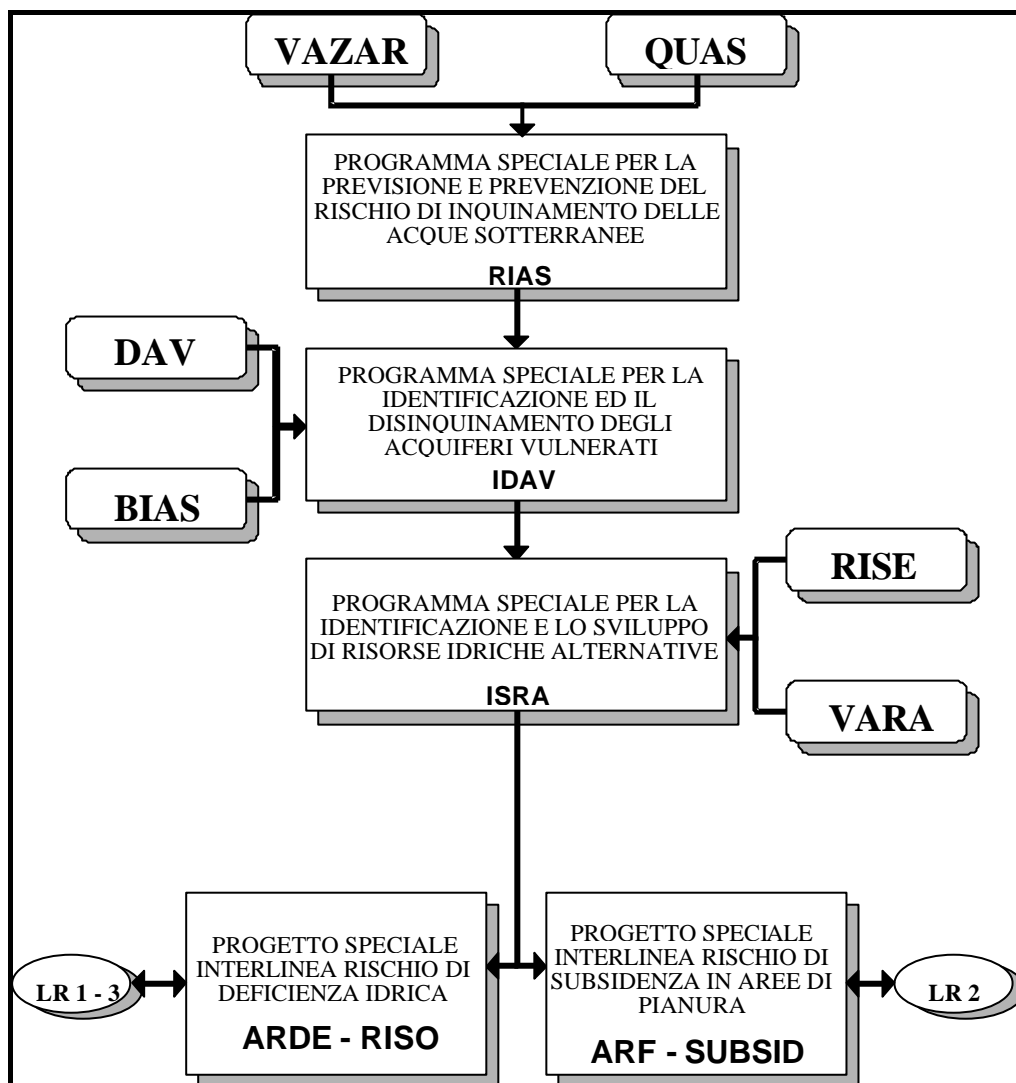 VAZAR
QUAS
PROGRAMMA SPECIALE PER LA
PREVISIONE E PREVENZIONE DEL
RISCHIO DI INQUINAMENTO DELLE
ACQUE SOTTERRANEE
RIAS
DAV
BIAS
PROGRAMMA SPECIALE PER LA
IDENTIFICAZIONE ED IL
DISINQUINAMENTO DEGLI
ACQUIFERI VULNERATI
IDAV
RISE
VARA
PROGRAMMA SPECIALE PER LA
IDENTIFICAZIONE E LO SVILUPPO
DI RISORSE IDRICHE ALTERNATIVE
ISRA
LR 1 - 3
PROGETTO SPECIALE
INTERLINEA RISCHIO DI
DEFICIENZA IDRICA
ARDE - RISO
PROGETTO SPECIALE
INTERLINEA RISCHIO DI
SUBSIDENZA IN AREE DI
PIANURA
ARF - SUBSID
LR 2